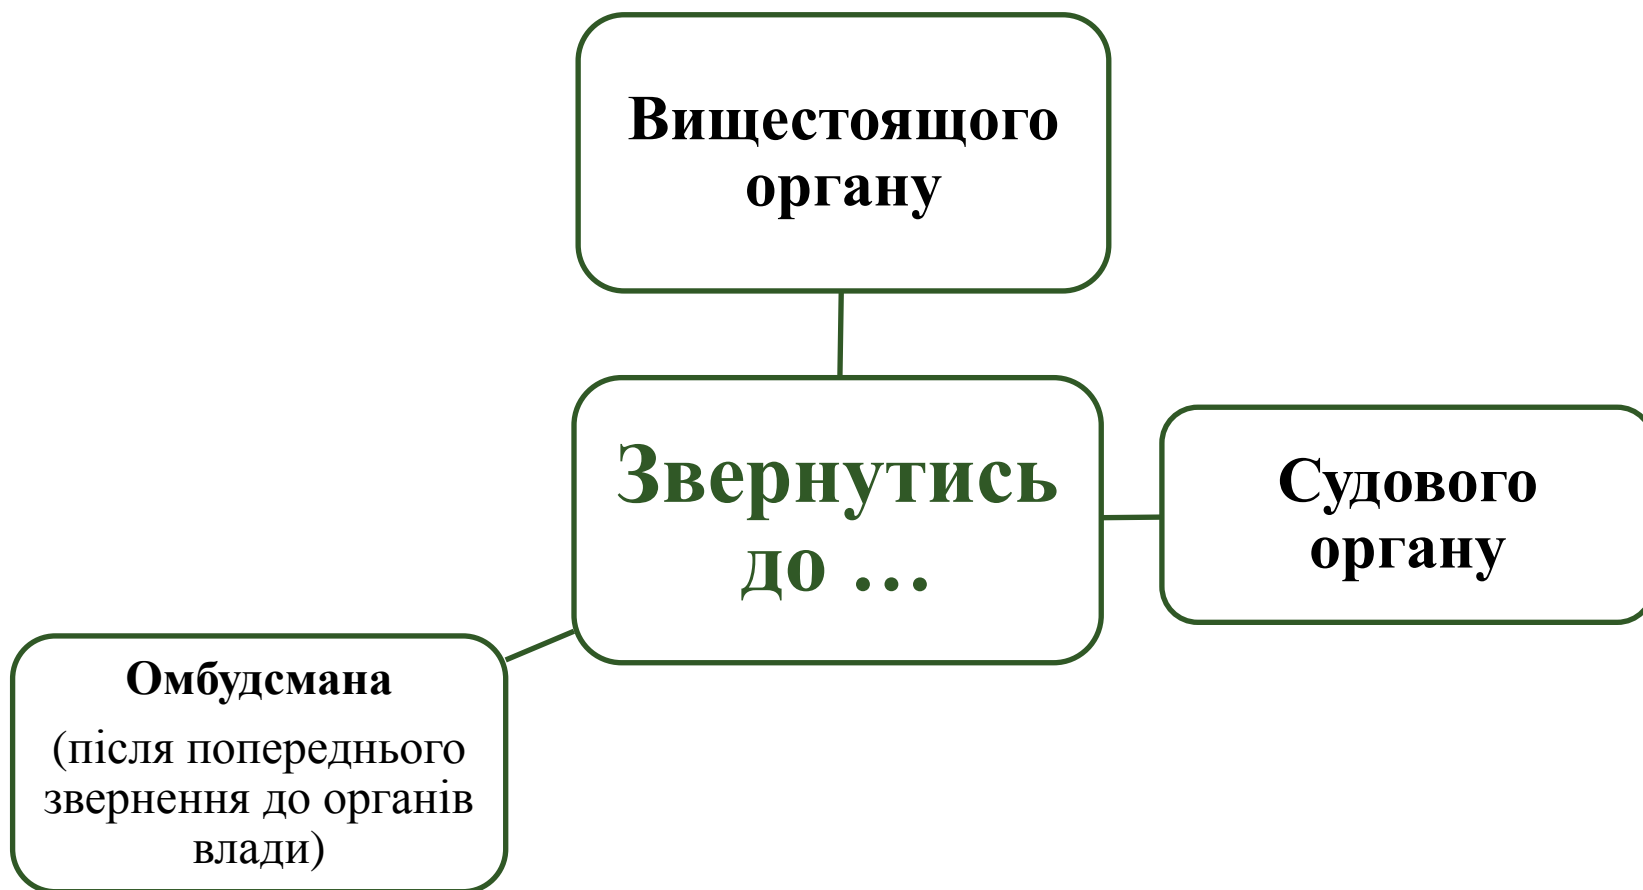 Вищестоящого
органу
Звернутись
до …
Судового
органу
Омбудсмана
(після попереднього
звернення до органів
влади)